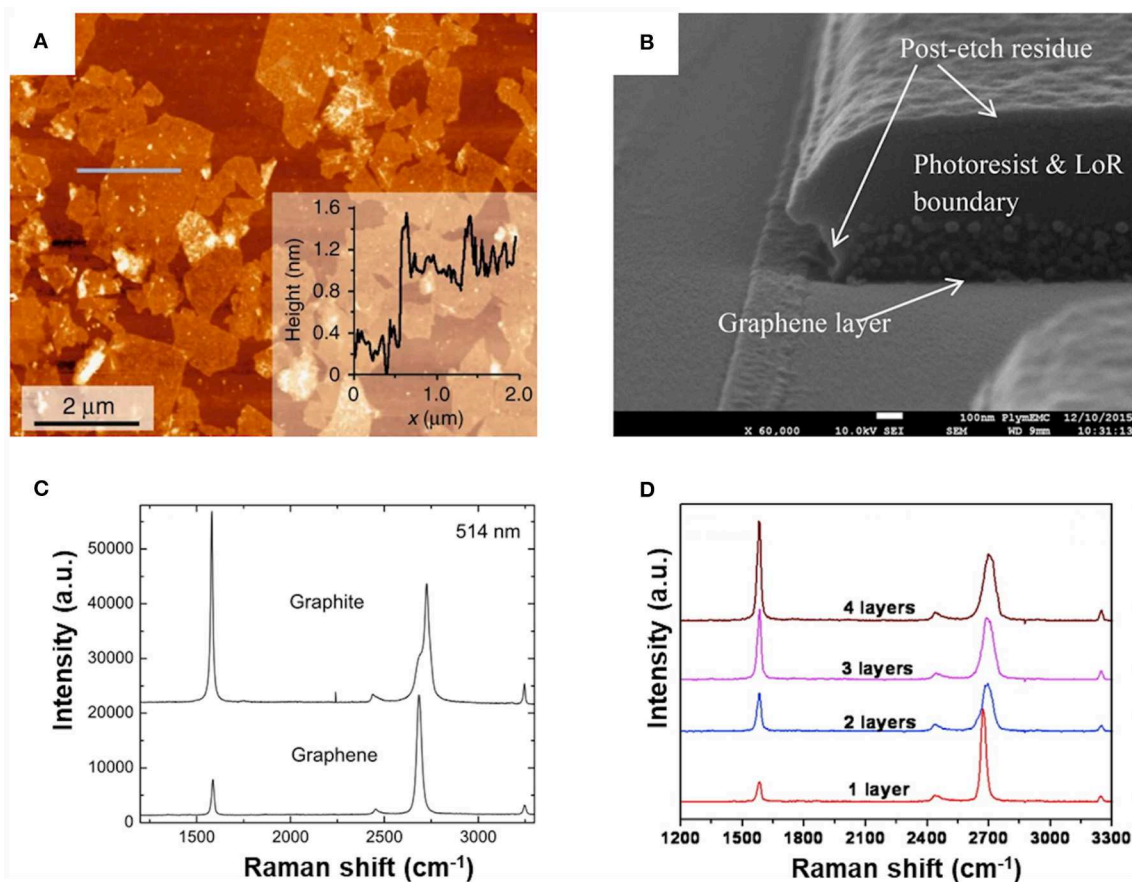 A
2 μm
Height (nm)
1.6
1.2
0.8
0.4
0
0
1.0
2.0
x (μm)
B
Post-etch residue
Photoresist & LoR
boundary
Graphene layer
100nm PlymEMC 12/10/2015
X 60,000 10.0kV SEI SEM WD 9mm 10:31:13
C
514 nm
Graphite
Graphene
Intensity (a.u.)
50000
40000
30000
20000
10000
0
1500
2000
2500
3000
Raman shift (cm⁻¹)
D
4 layers
3 layers
2 layers
1 layer
Intensity (a.u.)
1200
1500
1800
2100
2400
2700
3000
3300
Raman shift (cm⁻¹)